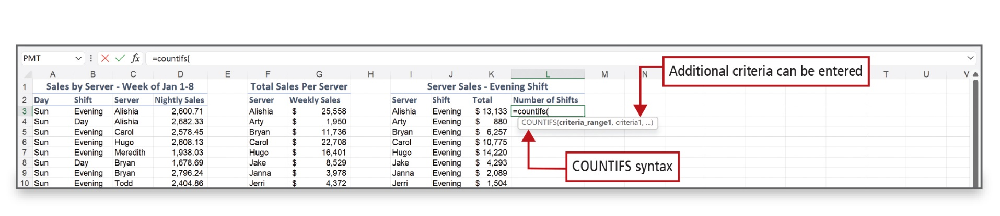 PMT =countifs(
A B C D E F G H I J K L M N T U V
Additional criteria can be entered
1 Sales by Server - Week of Jan 1-8 Total Sales Per Server Server Sales - Evening Shift
2 Day Shift Server Nightly Sales Server Weekly Sales Server Shift Total Number of Shifts
3 Sun Evening Alishia 2,600.71 Alishia $ 25,558 Alishia Evening $ 13,133 =countifs(
4 Sun Day Alishia 2,682.33 Arty $ 1,950 Arty Evening $ 880
COUNTIFS(criteria_range1, criteria1, ...)
5 Sun Evening Carol 2,578.45 Bryan $ 11,736 Bryan Evening $ 6,257
6 Sun Evening Hugo 2,608.13 Carol $ 22,708 Carol Evening $ 10,775
7 Sun Evening Meredith 1,938.03 Hugo $ 16,401 Hugo Evening $ 14,220
COUNTIFS syntax
8 Sun Day Bryan 1,678.69 Jake $ 8,529 Jake Evening $ 4,293
9 Sun Evening Bryan 2,796.24 Janna $ 3,978 Janna Evening $ 2,089
10 Sun Evening Todd 2,404.86 Jerri $ 4,372 Jerri Evening $ 1,504